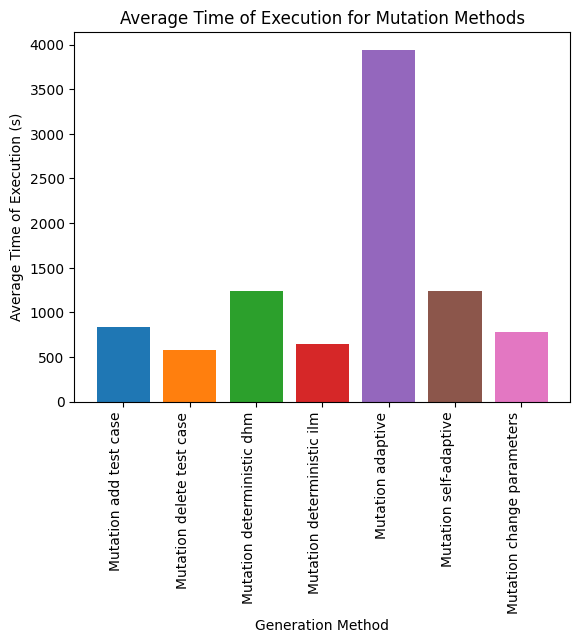 Average Time of Execution for Mutation Methods
Average Time of Execution (s)
4000
3500
3000
2500
2000
1500
1000
500
0
Mutation add test case
Mutation delete test case
Mutation deterministic dhm
Mutation deterministic ilm
Mutation adaptive
Mutation self-adaptive
Mutation change parameters
Generation Method